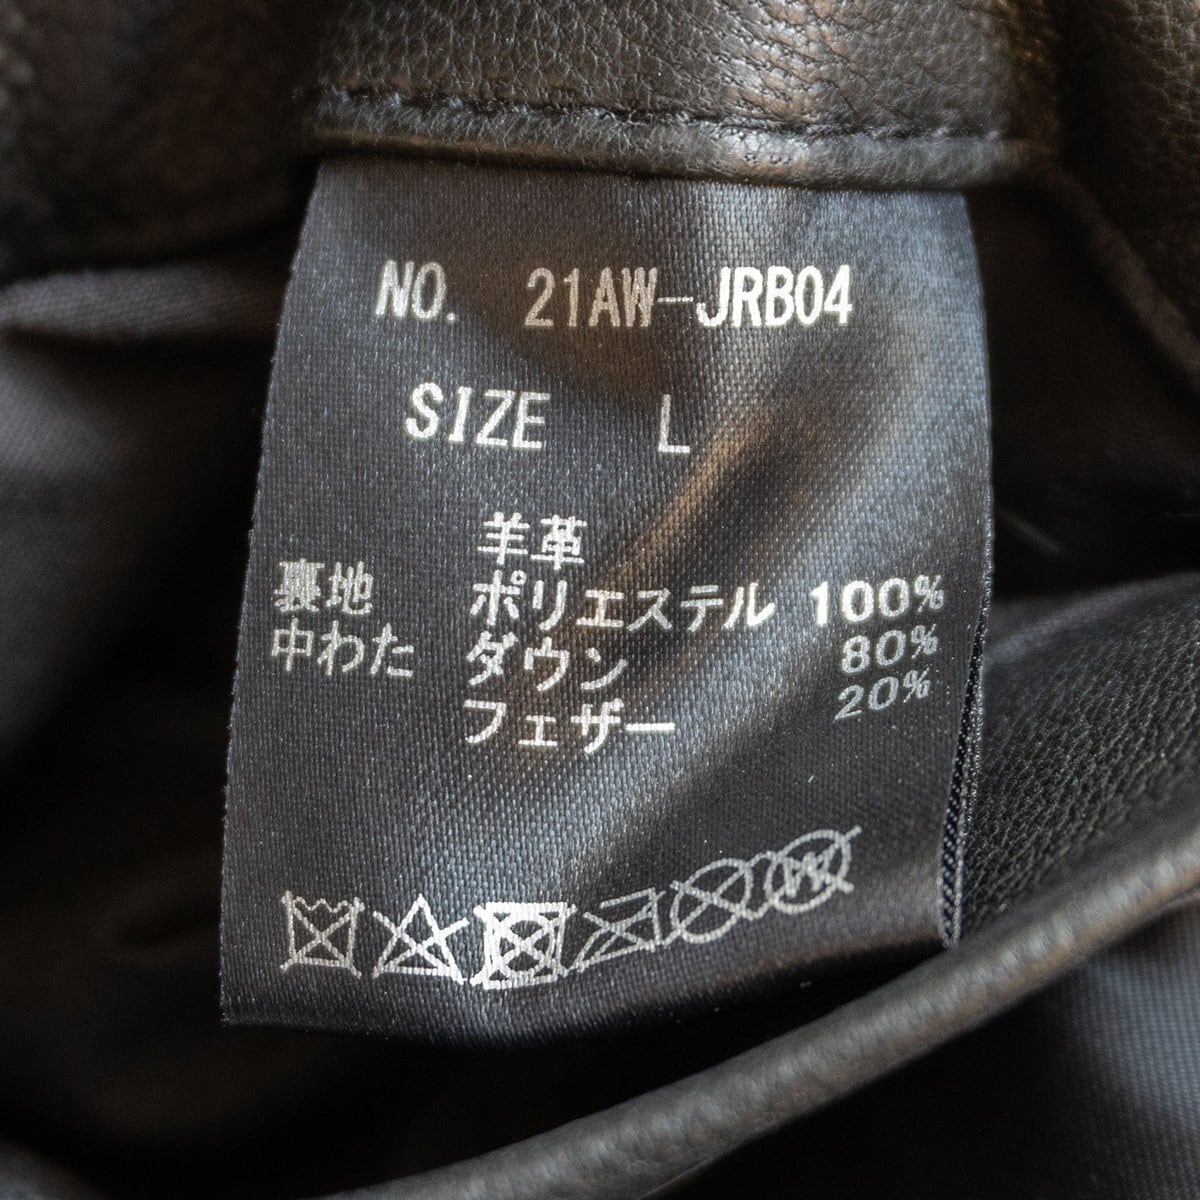 NO. 21AW-JRB04
SIZE L
羊革
裏地 ポリエステル 100%
中わた ダウン 80%
フェザー 20%
W